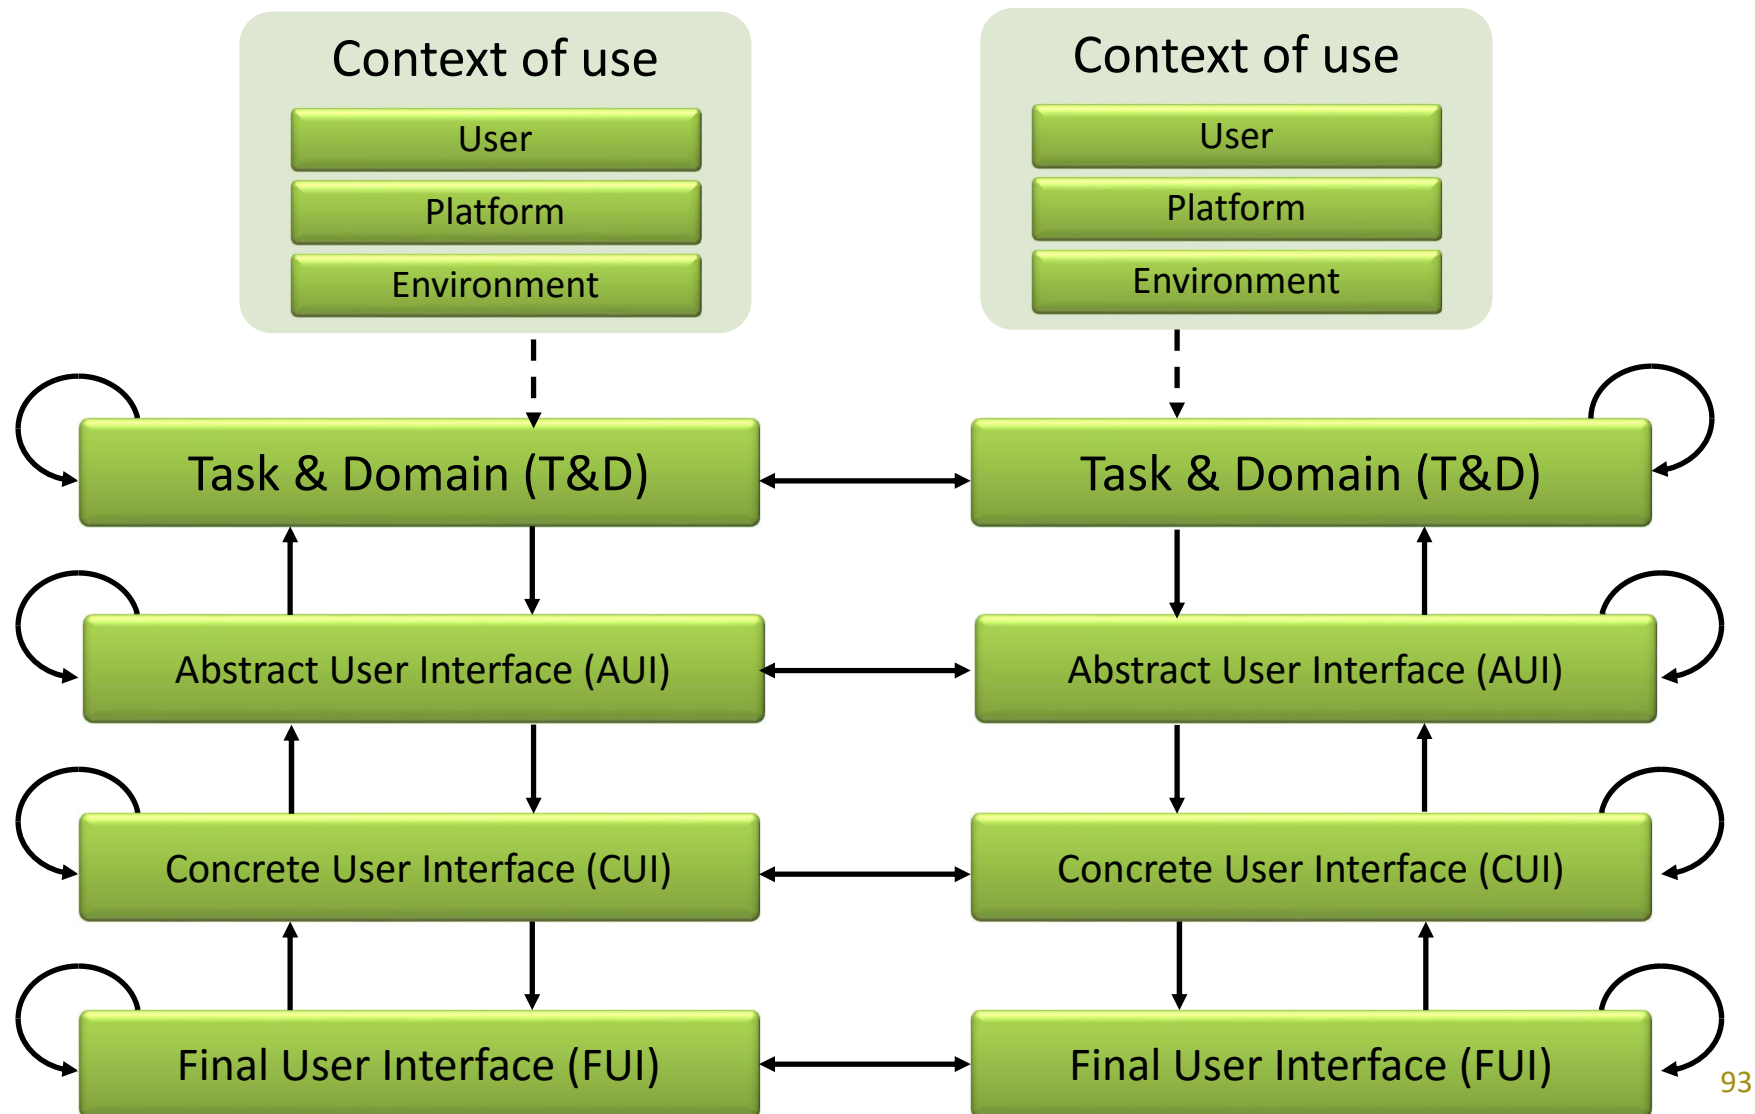 Context of use
User
Platform
Environment
Context of use
User
Platform
Environment
Task & Domain (T&D)
Task & Domain (T&D)
Abstract User Interface (AUI)
Abstract User Interface (AUI)
Concrete User Interface (CUI)
Concrete User Interface (CUI)
Final User Interface (FUI)
Final User Interface (FUI)
93